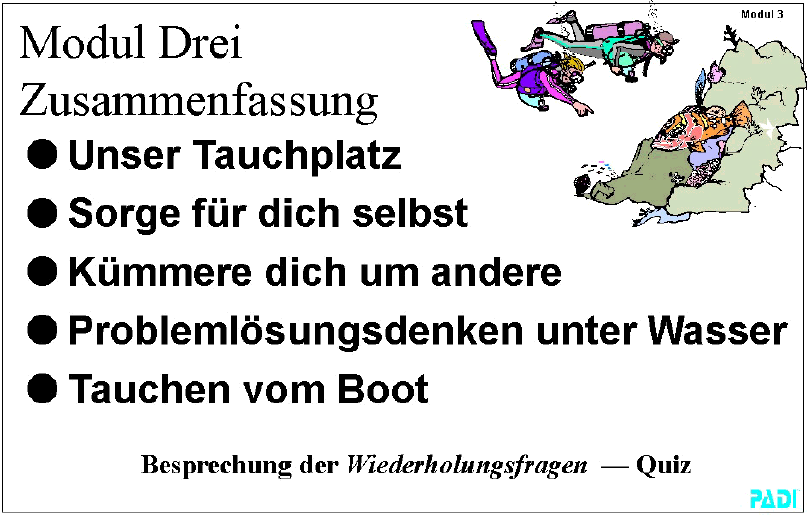 Modul 3
Modul Drei
Zusammenfassung
● Unser Tauchplatz
● Sorge für dich selbst
● Kümmere dich um andere
● Problemlösungsdenken unter Wasser
● Tauchen vom Boot
Besprechung der Wiederholungsfragen — Quiz
PADI